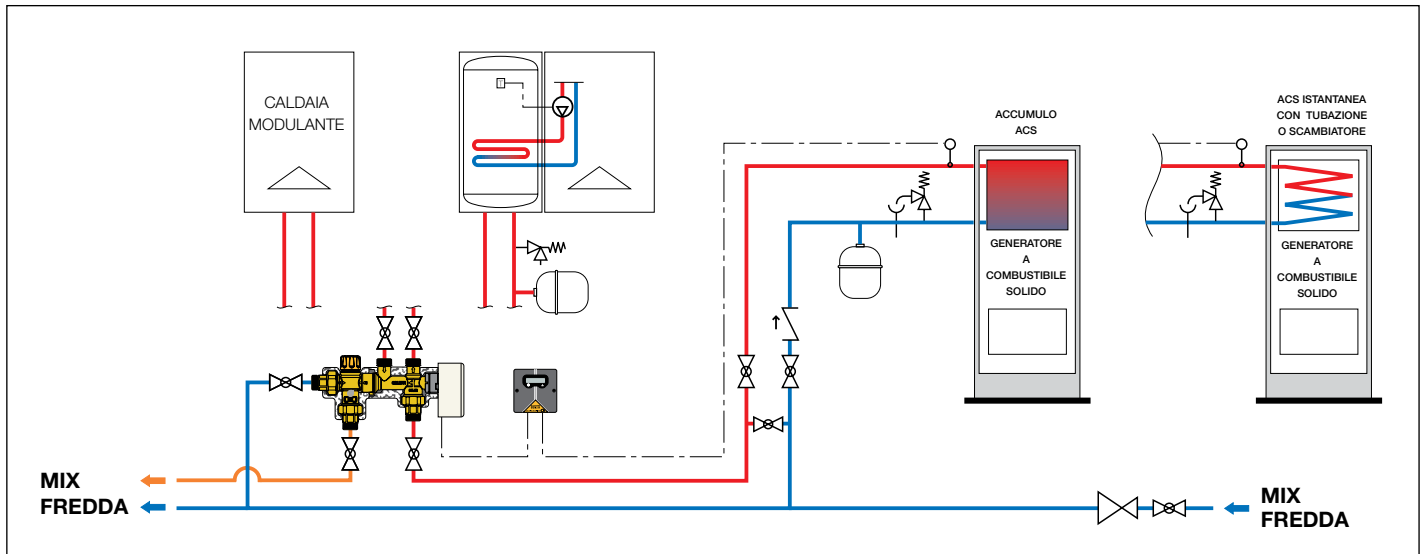 CALDAIA
MODULANTE
T
ACCUMULO
ACS
GENERATORE
A
COMBUSTIBILE
SOLIDO
ACS ISTANTANEA
CON TUBAZIONE
O SCAMBIATORE
GENERATORE
A
COMBUSTIBILE
SOLIDO
MIX
FREDDA
MIX
FREDDA